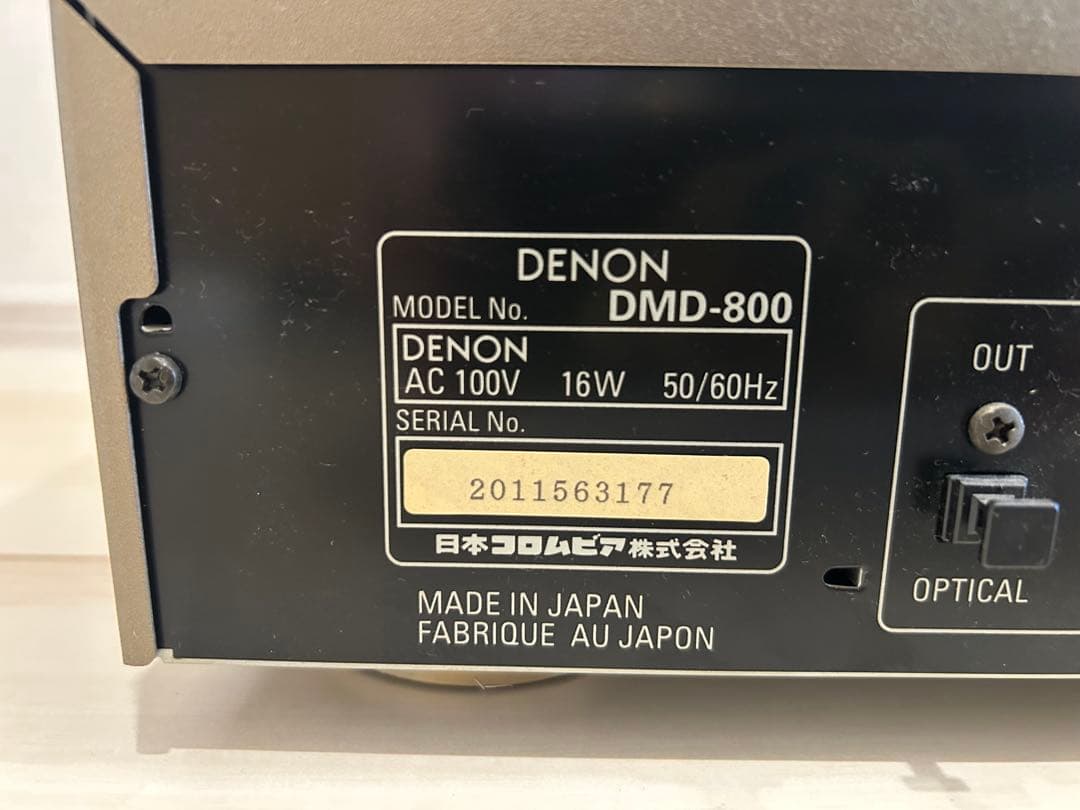 DENON
MODEL No. DMD-800
DENON
AC 100V 16W 50/60Hz
SERIAL No.
2011563177
日本コロムビア株式会社
MADE IN JAPAN
FABRIQUE AU JAPON
OUT
OPTICAL